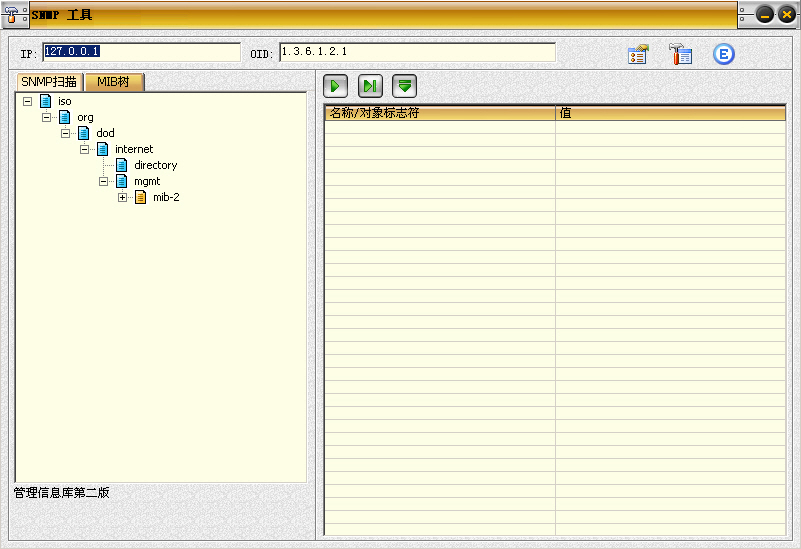 SNMP 工具
IP: 127.0.0.1 OID: 1.3.6.1.2.1
SNMP扫描 MIB树
iso
org
dod
internet
directory
mgmt
mib-2
管理信息库第二版
名称/对象标志符 值
B